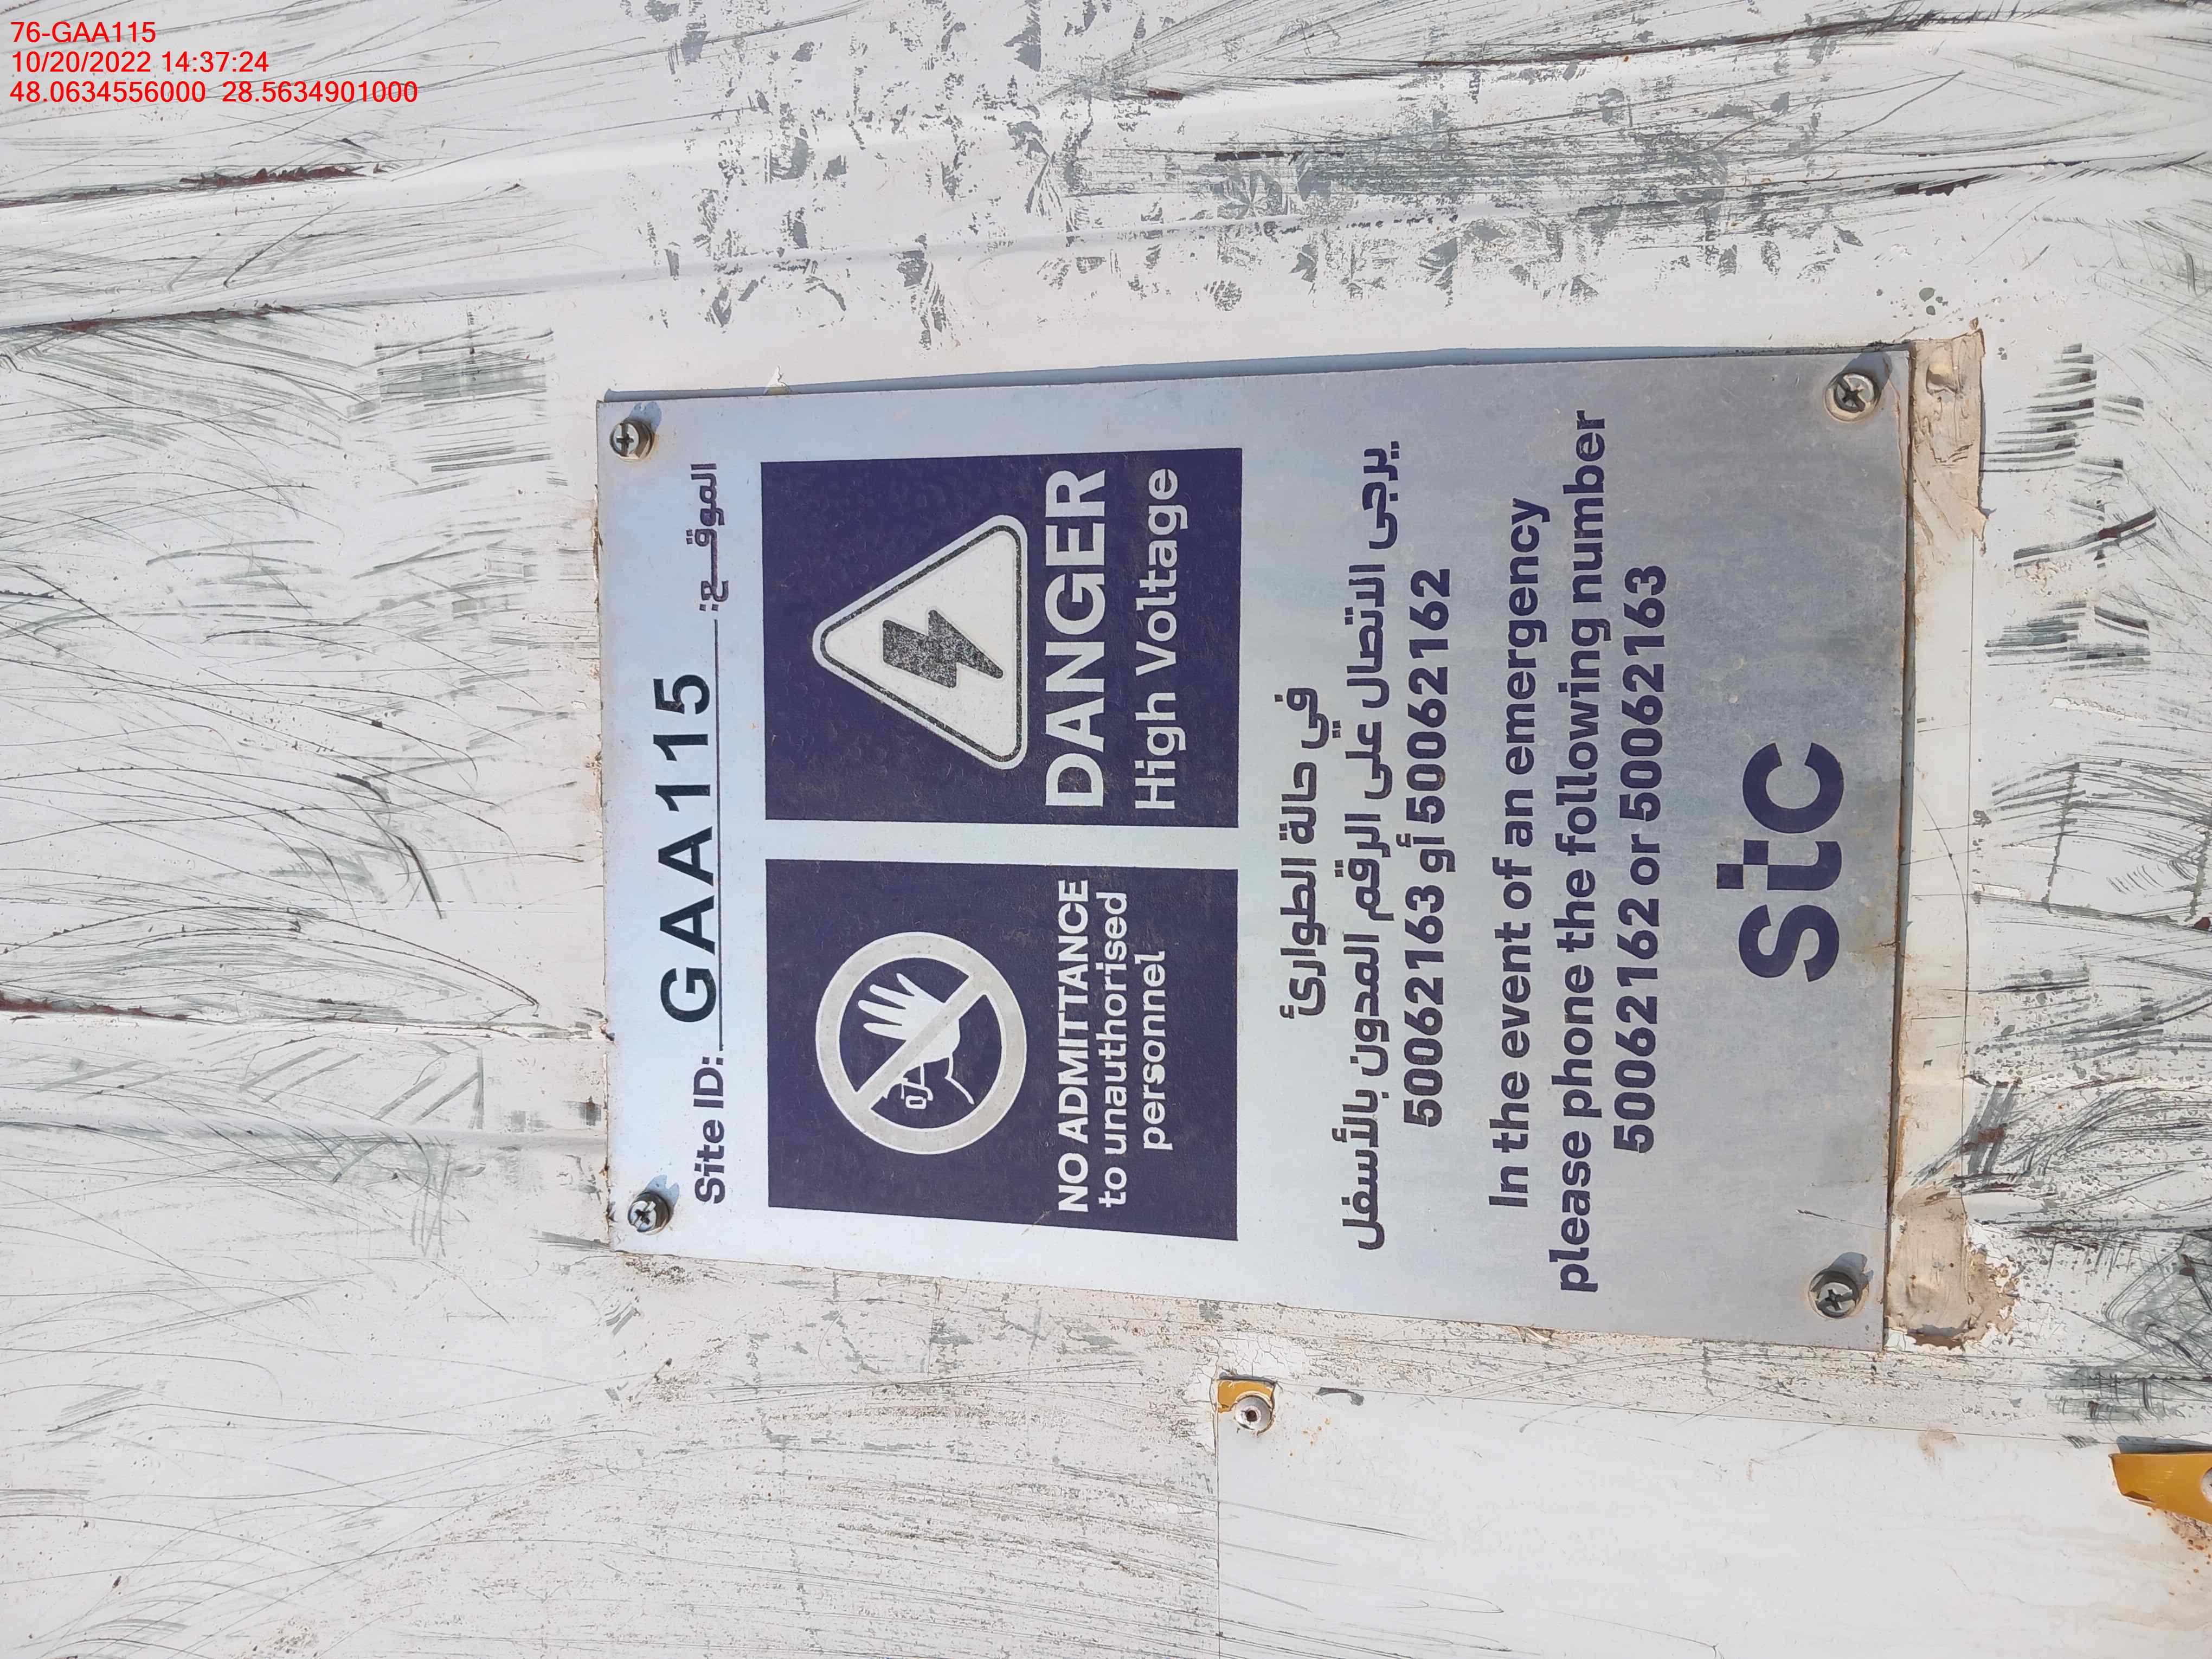 76-GAA115
10/20/2022 14:37:24
48.0634556000 28.5634901000
Site ID: GAA115 الموقــع:
NO ADMITTANCE
to unauthorised
personnel
DANGER
High Voltage
في حالة الطوارئ
يرجى الاتصال على الرقم المدون بالأسفل
50062163 أو 50062162
In the event of an emergency
please phone the following number
50062162 or 50062163
stc